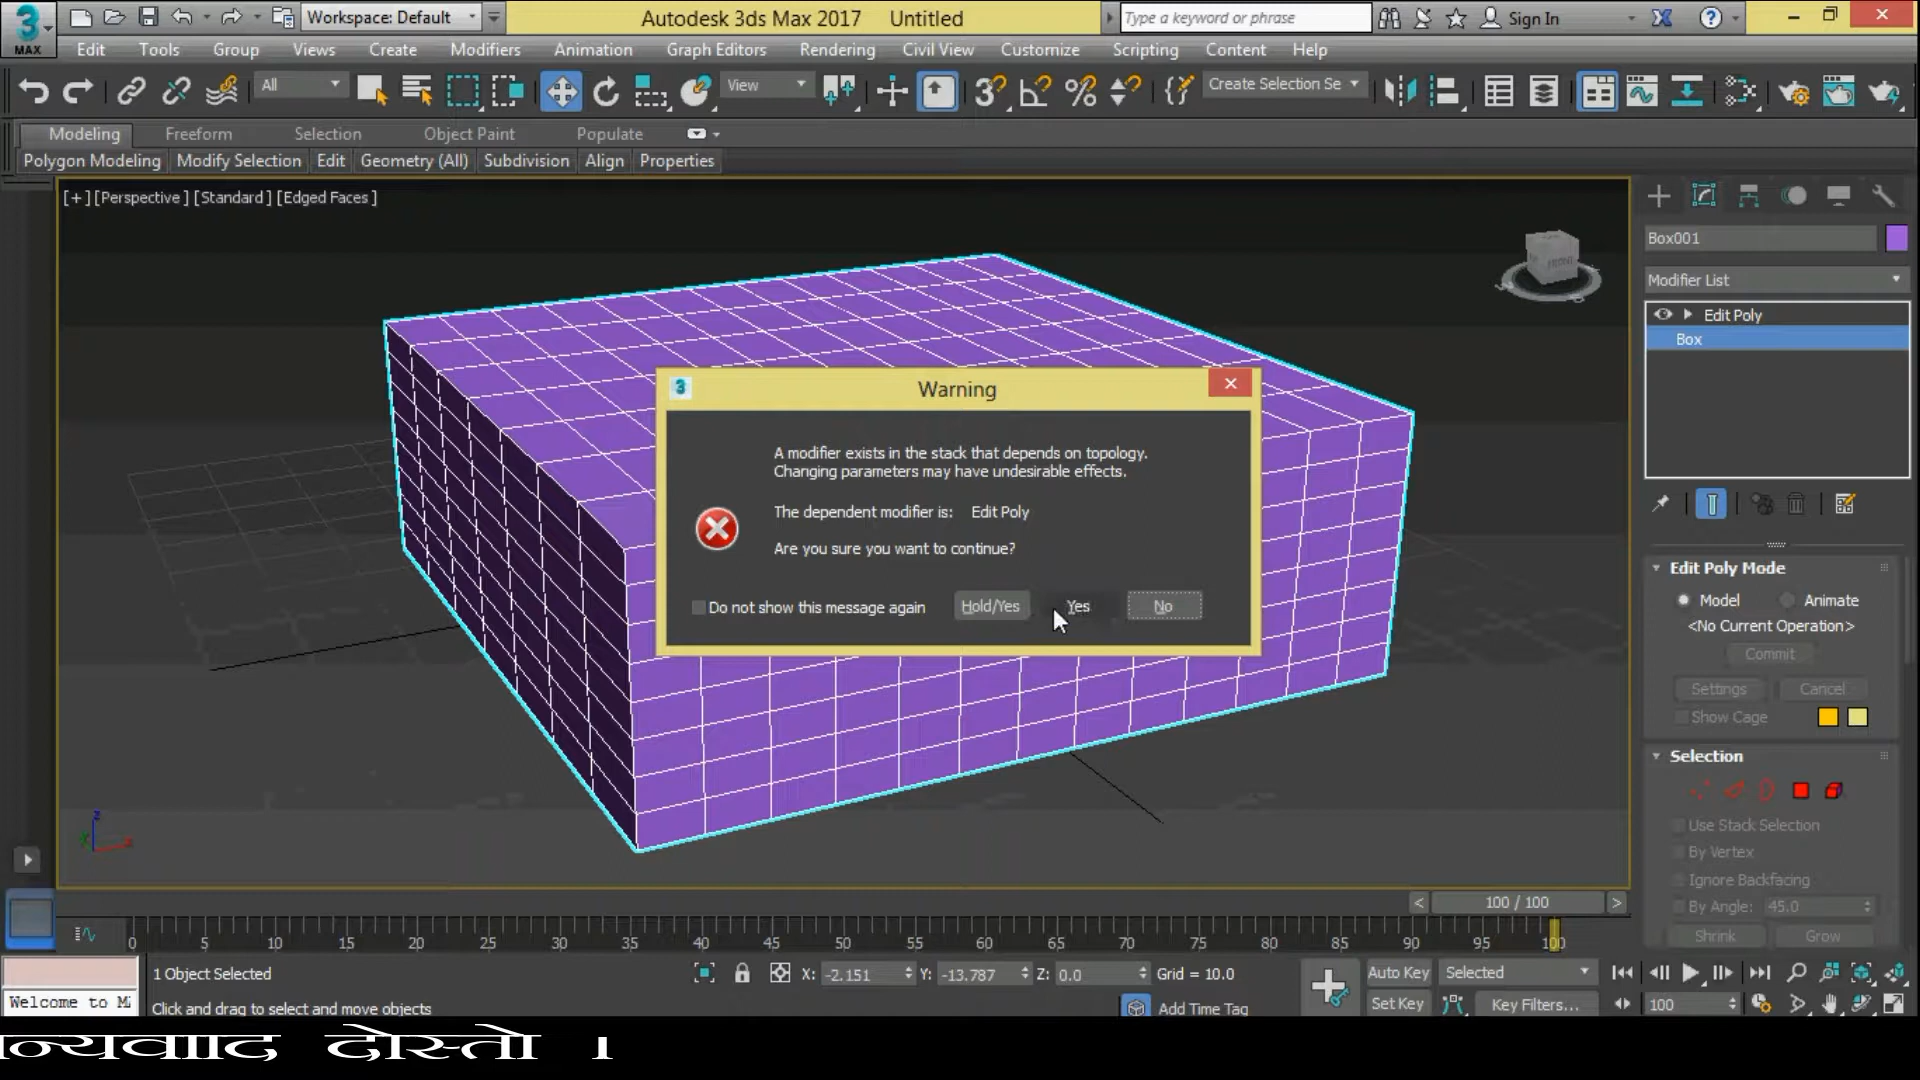 MAX
Workspace: Default
Autodesk 3ds Max 2017 Untitled
Type a keyword or phrase
Sign In
Edit Tools Group Views Create Modifiers Animation Graph Editors Rendering Civil View Customize Scripting Content Help
All
View
Create Selection Se
Modeling Freeform Selection Object Paint Populate
Polygon Modeling Modify Selection Edit Geometry (All) Subdivision Align Properties
[+] [Perspective] [Standard] [Edged Faces]
Box001
Modifier List
Edit Poly
Box
Warning
A modifier exists in the stack that depends on topology.
Changing parameters may have undesirable effects.
The dependent modifier is: Edit Poly
Are you sure you want to continue?
Do not show this message again
Hold/Yes
Yes
No
Edit Poly Mode
Model Animate
<No Current Operation>
Commit
Settings Cancel
Show Cage
Selection
Use Stack Selection
By Vertex
Ignore Backfacing
By Angle: 45.0
Shrink Grow
< 100 / 100 >
0 5 10 15 20 25 30 35 40 45 50 55 60 65 70 75 80 85 90 95 100
1 Object Selected
X: -2.151 Y: -13.787 Z: 0.0 Grid = 10.0
Auto Key Selected
Welcome to M
Click and drag to select and move objects
Add Time Tag
Set Key Key Filters...
100
न्यवााद दोस्तो ।